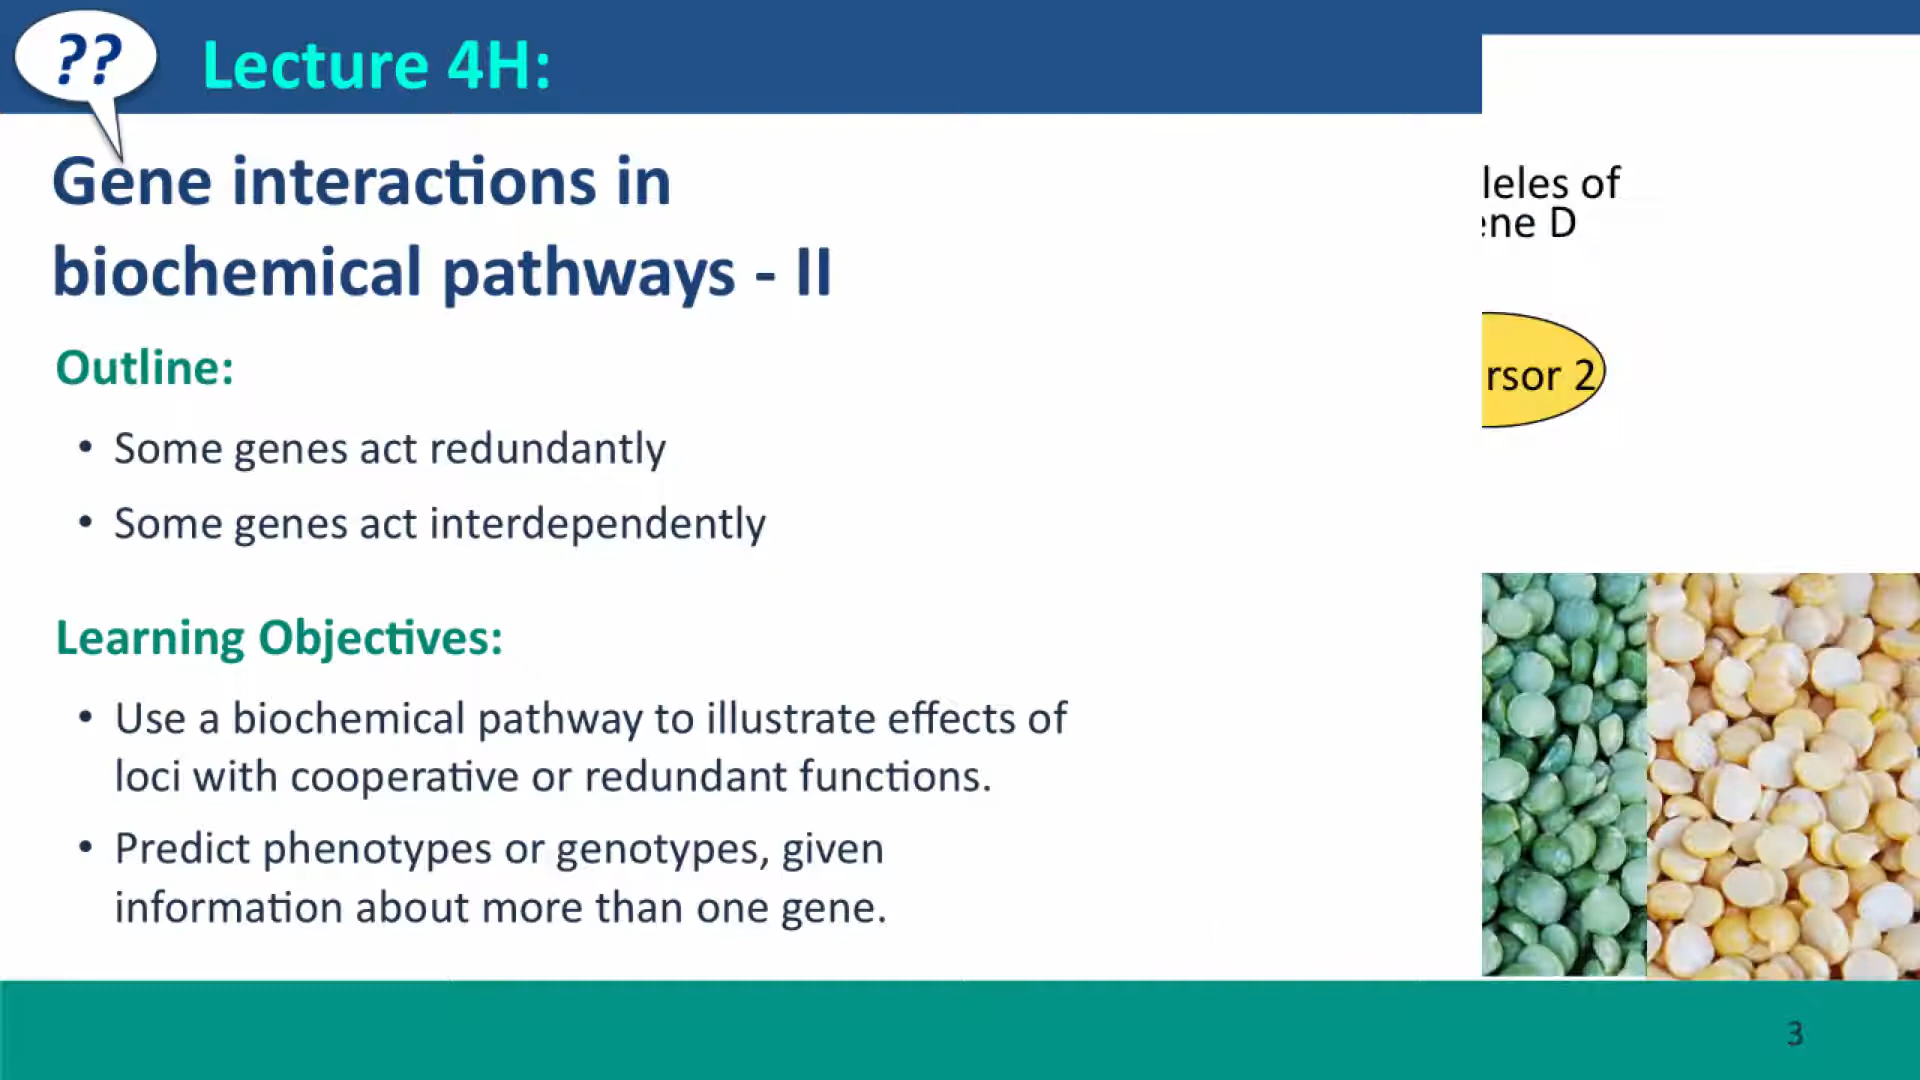 ??
Lecture 4H:
Gene interactions in
biochemical pathways - II
Outline:
• Some genes act redundantly
• Some genes act interdependently
Learning Objectives:
• Use a biochemical pathway to illustrate effects of
loci with cooperative or redundant functions.
• Predict phenotypes or genotypes, given
information about more than one gene.
leles of
ene D
rsor 2
3